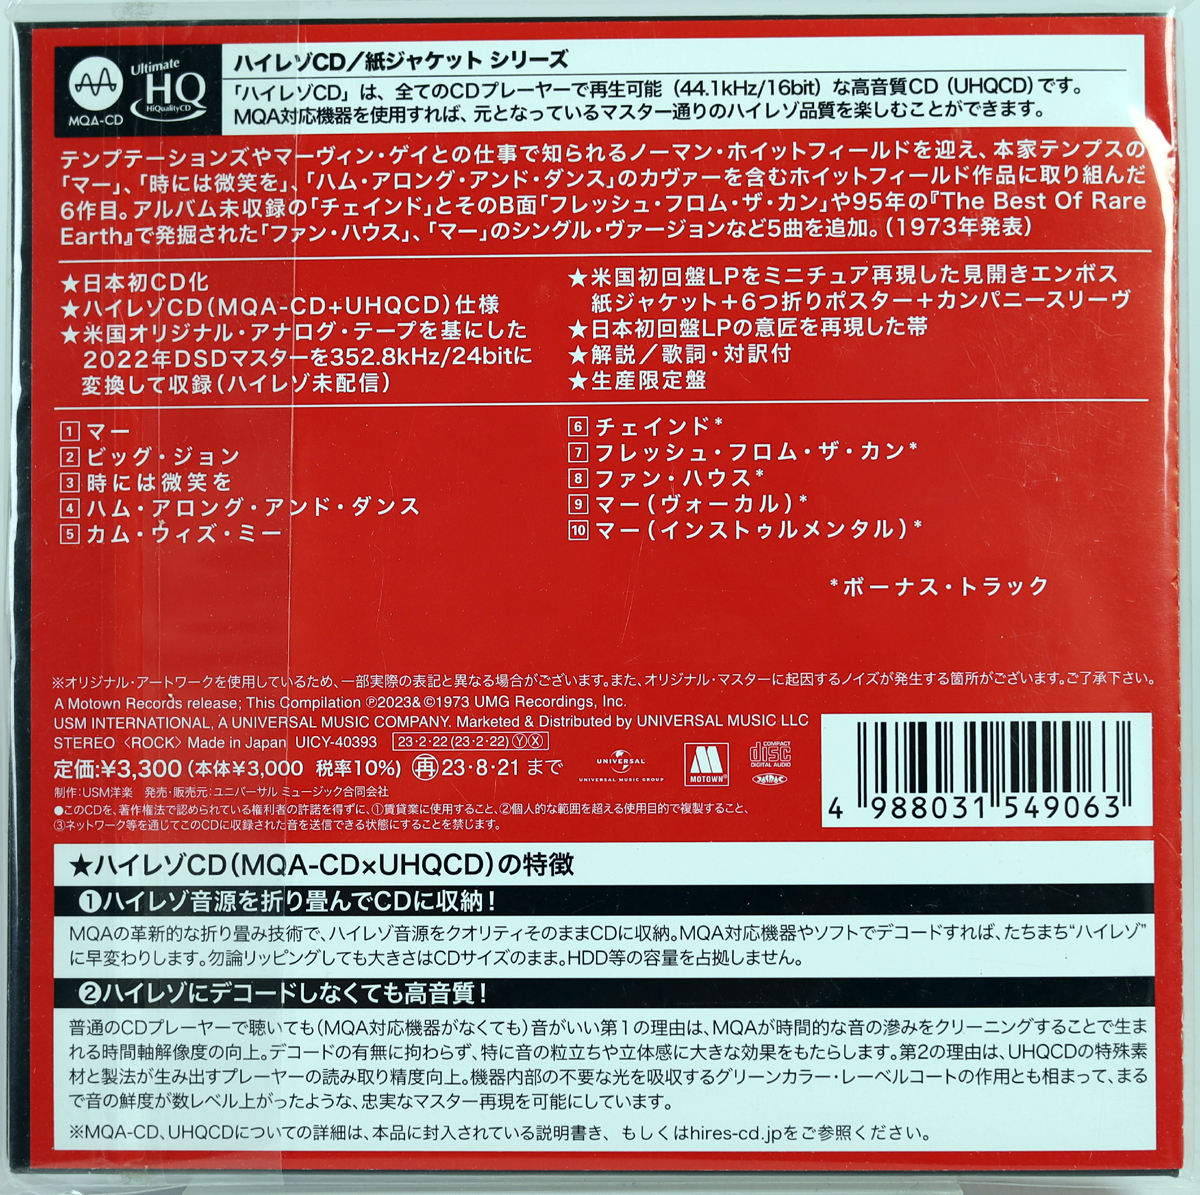 MQA-CD
Ultimate
HQ
HiQualityCD
ハイレゾCD／紙ジャケット シリーズ
「ハイレゾCD」は、全てのCDプレーヤーで再生可能（44.1kHz/16bit）な高音質CD（UHQCD）です。
MQA対応機器を使用すれば、元となっているマスター通りのハイレゾ品質を楽しむことができます。
テンプテーションズやマーヴィン・ゲイとの仕事で知られるノーマン・ホイットフィールドを迎え、本家テンプスの
「マー」、「時には微笑を」、「ハム・アロング・アンド・ダンス」のカヴァーを含むホイットフィールド作品に取り組んだ
6作目。アルバム未収録の「チェインド」とそのB面「フレッシュ・フロム・ザ・カン」や95年の『The Best Of Rare
Earth』で発掘された「ファン・ハウス」、「マー」のシングル・ヴァージョンなど5曲を追加。（1973年発表）
★日本初CD化
★ハイレゾCD（MQA-CD+UHQCD）仕様
★米国オリジナル・アナログ・テープを基にした
2022年DSDマスターを352.8kHz/24bitに
変換して収録（ハイレゾ未配信）
★米国初回盤LPをミニチュア再現した見開きエンボス
紙ジャケット＋6つ折りポスター＋カンパニースリーヴ
★日本初回盤LPの意匠を再現した帯
★解説／歌詞・対訳付
★生産限定盤
1 マー
2 ビッグ・ジョン
3 時には微笑を
4 ハム・アロング・アンド・ダンス
5 カム・ウィズ・ミー
6 チェインド*
7 フレッシュ・フロム・ザ・カン*
8 ファン・ハウス*
9 マー（ヴォーカル）*
10 マー（インストゥルメンタル）*
*ボーナス・トラック
※オリジナル・アートワークを使用しているため、一部実際の表記と異なる場合がございます。また、オリジナル・マスターに起因するノイズが発生する箇所がございます。ご了承下さい。
A Motown Records release; This Compilation ℗2023& ©1973 UMG Recordings, Inc.
USM INTERNATIONAL, A UNIVERSAL MUSIC COMPANY. Marketed & Distributed by UNIVERSAL MUSIC LLC
STEREO 〈ROCK〉 Made in Japan UICY-40393 23・2・22 (23・2・22) Ⓨ Ⓧ
定価:¥3,300（本体¥3,000 税率10%）再23・8・21まで
制作：USM洋楽 発売・販売元：ユニバーサル ミュージック合同会社
●このCDを、著作権法で認められている権利者の許諾を得ずに、①賃貸業に使用すること、②個人的な範囲を超える使用目的で複製すること、
③ネットワーク等を通じてこのCDに収録された音を送信できる状態にすることを禁じます。
UNIVERSAL
UNIVERSAL MUSIC GROUP
M
MOTOWN®
COMPACT
disc
DIGITAL AUDIO
4 988031 549063
★ハイレゾCD（MQA-CD×UHQCD）の特徴
❶ハイレゾ音源を折り畳んでCDに収納！
MQAの革新的な折り畳み技術で、ハイレゾ音源をクオリティそのままCDに収納。MQA対応機器やソフトでデコードすれば、たちまち“ハイレゾ”
に早変わりします。勿論リッピングしても大きさはCDサイズのまま。HDD等の容量を占拠しません。
❷ハイレゾにデコードしなくても高音質！
普通のCDプレーヤーで聴いても（MQA対応機器がなくても）音がいい第1の理由は、MQAが時間的な音の滲みをクリーニングすることで生ま
れる時間軸解像度の向上。デコードの有無に拘わらず、特に音の粒立ちや立体感に大きな効果をもたらします。第2の理由は、UHQCDの特殊素
材と製法が生み出すプレーヤーの読み取り精度向上。機器内部の不要な光を吸収するグリーンカラー・レーベルコートの作用とも相まって、まる
で音の鮮度が数レベル上がったような、忠実なマスター再現を可能にしています。
※MQA-CD、UHQCDについての詳細は、本品に封入されている説明書き、もしくはhires-cd.jpをご参照ください。